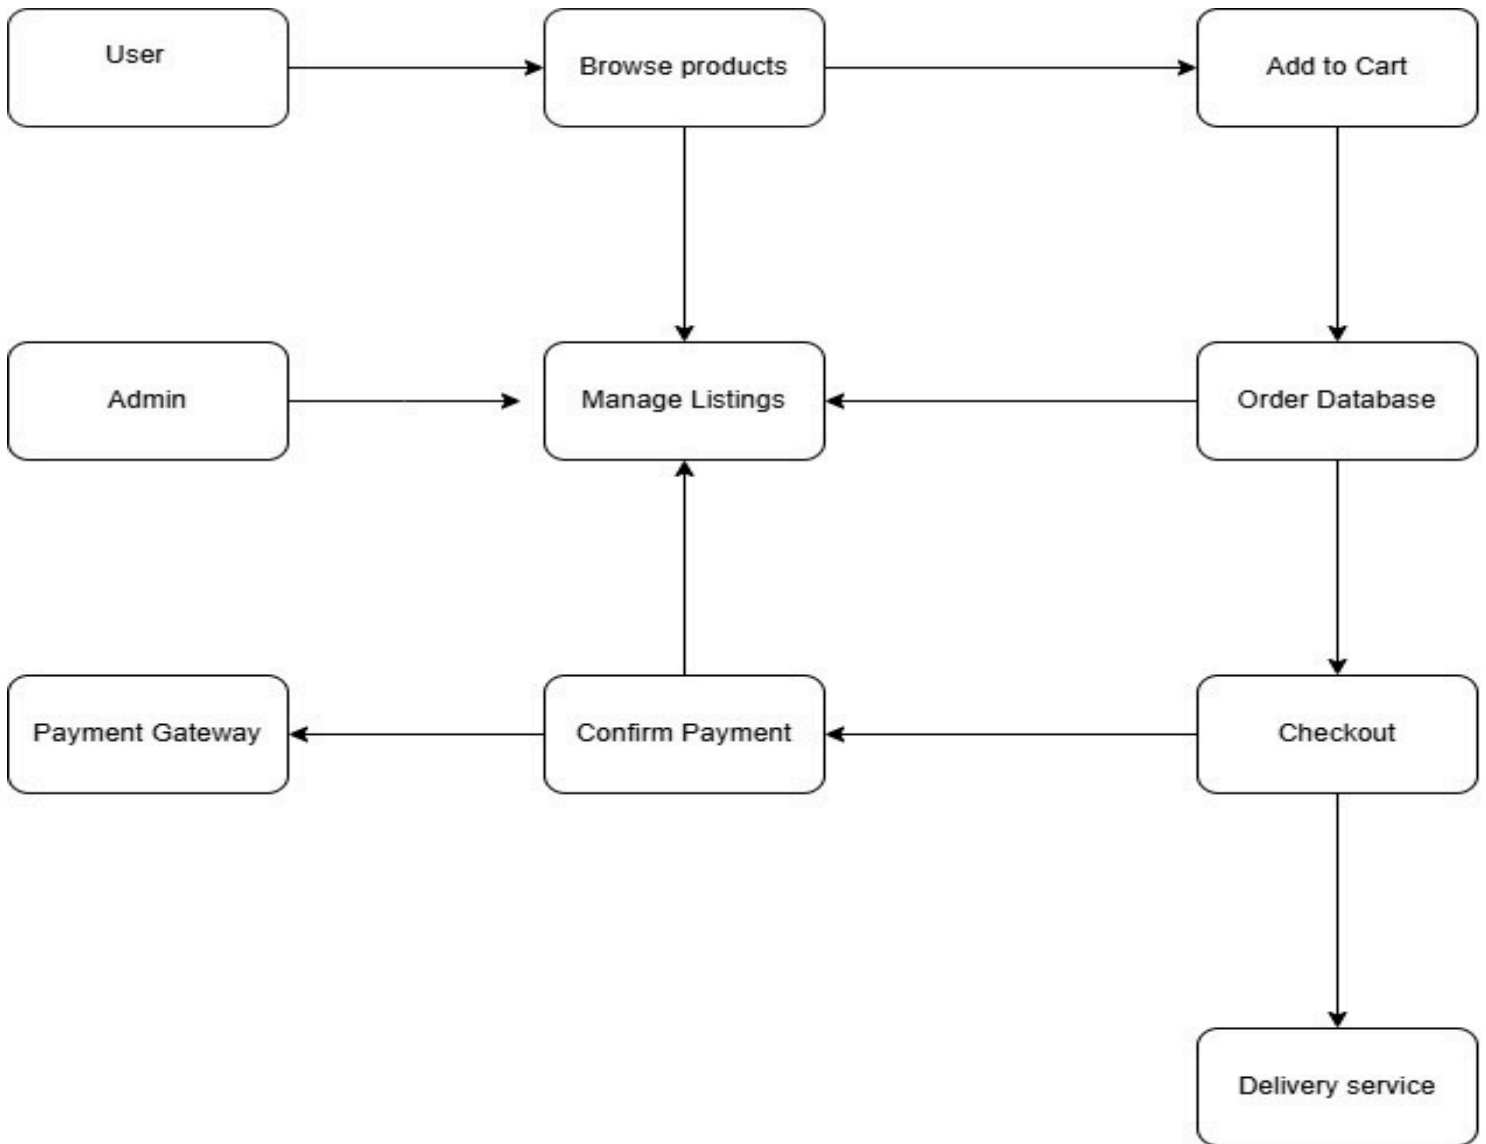 User
Browse products
Add to Cart
Admin
Manage Listings
Order Database
Payment Gateway
Confirm Payment
Checkout
Delivery service